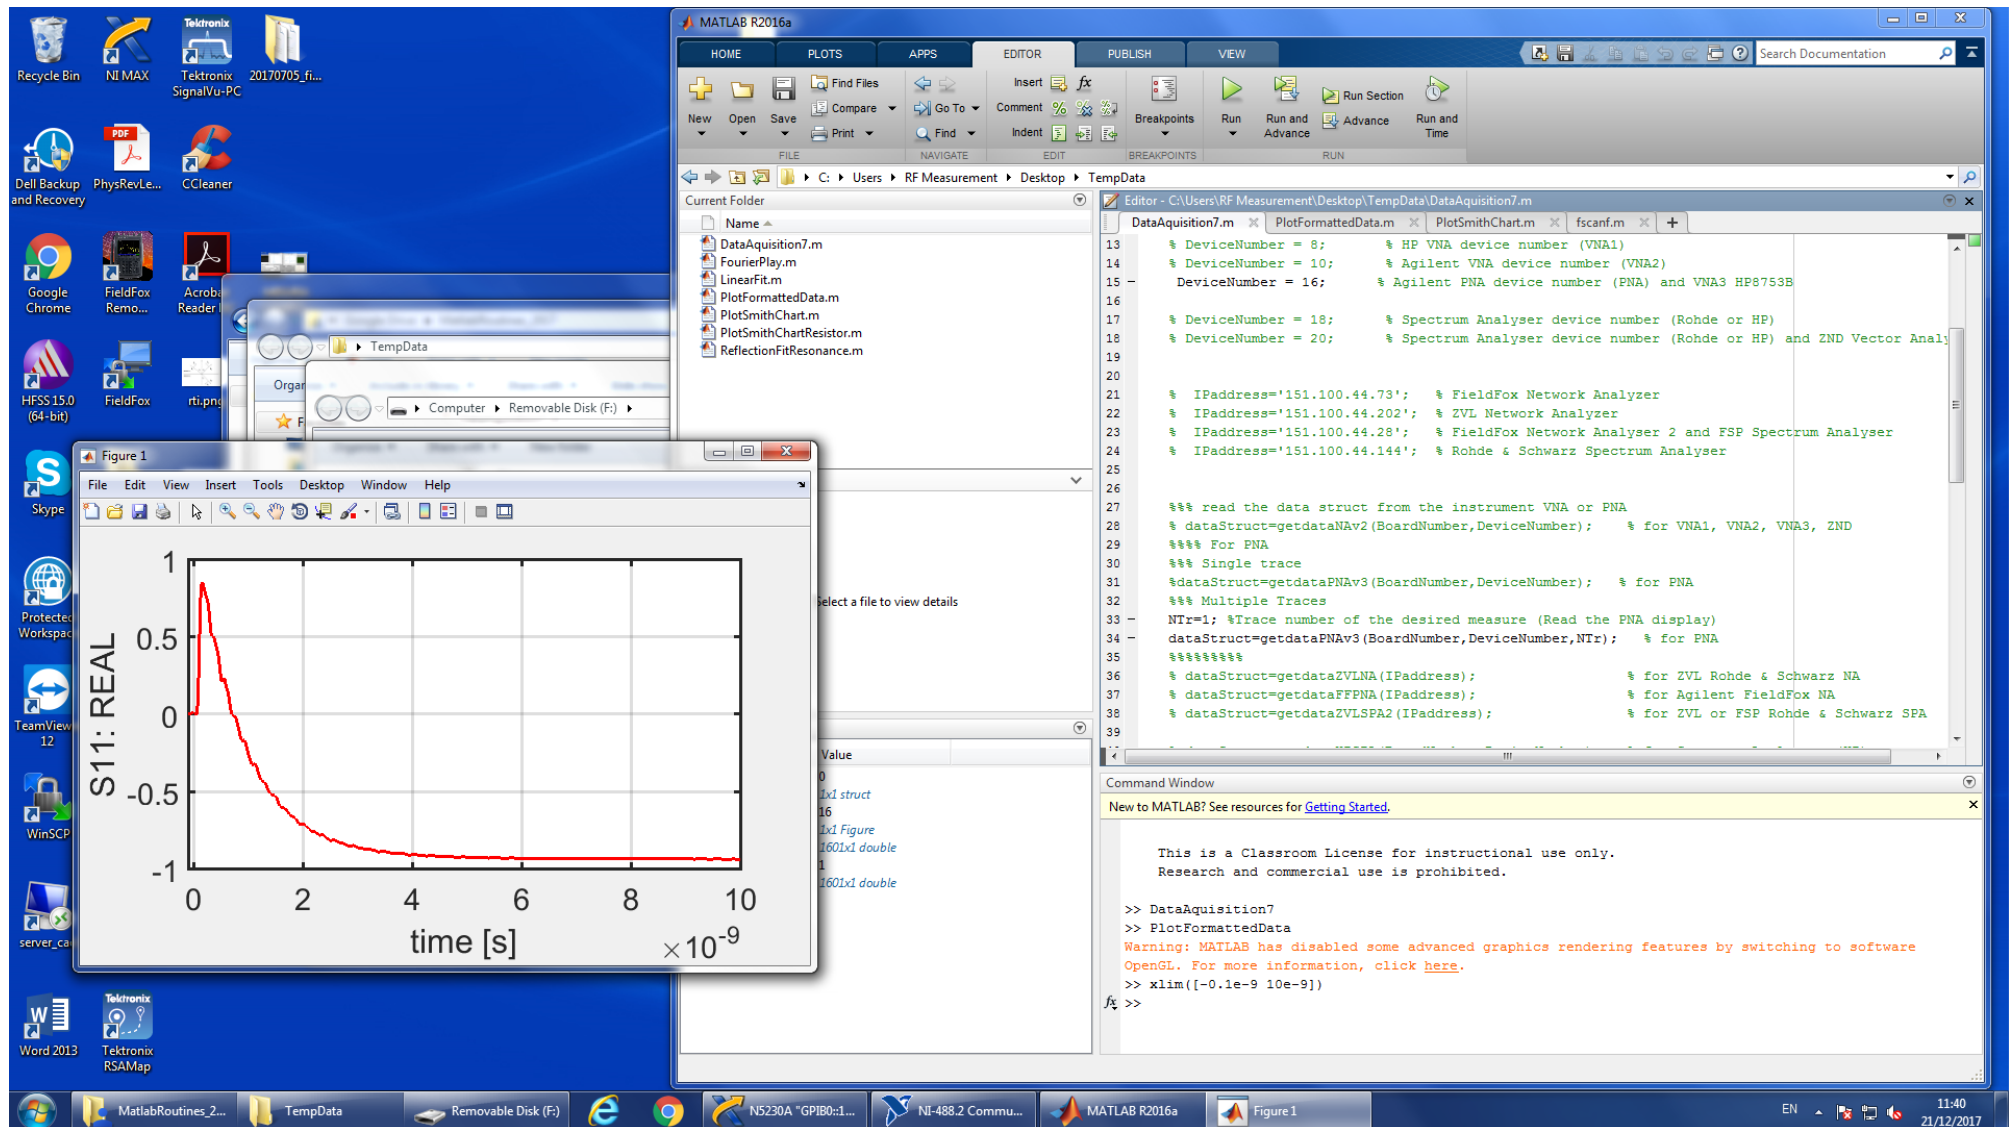 Recycle Bin
NI MAX
Tektronix
Tektronix
SignalVu-PC
20170705_fi...
Dell Backup
and Recovery
PDF
PhysRevLe...
CCleaner
Google
Chrome
FieldFox
Remo...
Acroba
Reader
HFSS 15.0
(64-bit)
FieldFox
rti.png
Skype
Protected
Workspac
TeamView
12
WinSCP
server_ca
Word 2013
Tektronix
Tektronix
RSAMap
TempData
Organ
Computer
Removable Disk (F:)
Figure 1
File Edit View Insert Tools Desktop Window Help
1
0.5
0
-0.5
-1
S11: REAL
0 2 4 6 8 10
time [s]
×10-9
MATLAB R2016a
HOME PLOTS APPS EDITOR PUBLISH VIEW
Search Documentation
New Open Save
Find Files
Compare
Print
FILE
Go To
Find
NAVIGATE
Insert
Comment
Indent
EDIT
Breakpoints
BREAKPOINTS
Run
Run and
Advance
Run Section
Advance
Run and
Time
RUN
C: Users RF Measurement Desktop TempData
Current Folder
Name
DataAquisition7.m
FourierPlay.m
LinearFit.m
PlotFormattedData.m
PlotSmithChart.m
PlotSmithChartResistor.m
ReflectionFitResonance.m
Select a file to view details
Value
0
1x1 struct
16
1x1 Figure
1601x1 double
1
1601x1 double
Editor - C:\Users\RF Measurement\Desktop\TempData\DataAquisition7.m
DataAquisition7.m PlotFormattedData.m PlotSmithChart.m fscanf.m
13 % DeviceNumber = 8; % HP VNA device number (VNA1)
14 % DeviceNumber = 10; % Agilent VNA device number (VNA2)
15 – DeviceNumber = 16; % Agilent PNA device number (PNA) and VNA3 HP8753B
16
17 % DeviceNumber = 18; % Spectrum Analyser device number (Rohde or HP)
18 % DeviceNumber = 20; % Spectrum Analyser device number (Rohde or HP) and ZND Vector Analy
19
20
21 % IPaddress='151.100.44.73'; % FieldFox Network Analyzer
22 % IPaddress='151.100.44.202'; % ZVL Network Analyzer
23 % IPaddress='151.100.44.28'; % FieldFox Network Analyser 2 and FSP Spectrum Analyser
24 % IPaddress='151.100.44.144'; % Rohde & Schwarz Spectrum Analyser
25
26
27 %%% read the data struct from the instrument VNA or PNA
28 % dataStruct=getdataNAv2(BoardNumber,DeviceNumber); % for VNA1, VNA2, VNA3, ZND
29 %%%% For PNA
30 %%% Single trace
31 %dataStruct=getdataPNAv3(BoardNumber,DeviceNumber); % for PNA
32 %%% Multiple Traces
33 – NTr=1; %Trace number of the desired measure (Read the PNA display)
34 – dataStruct=getdataPNAv3(BoardNumber,DeviceNumber,NTr); % for PNA
35 %%%%%%%%%
36 % dataStruct=getdataZVLNA(IPaddress); % for ZVL Rohde & Schwarz NA
37 % dataStruct=getdataFFPNA(IPaddress); % for Agilent FieldFox NA
38 % dataStruct=getdataZVLSPA2(IPaddress); % for ZVL or FSP Rohde & Schwarz SPA
39
Command Window
New to MATLAB? See resources for Getting Started.
This is a Classroom License for instructional use only.
Research and commercial use is prohibited.
>> DataAquisition7
>> PlotFormattedData
Warning: MATLAB has disabled some advanced graphics rendering features by switching to software
OpenGL. For more information, click here.
>> xlim([-0.1e-9 10e-9])
fx >>
MatlabRoutines_2... TempData Removable Disk (F:) N5230A "GPIB0::1... NI-488.2 Commu... MATLAB R2016a Figure 1
EN
11:40
21/12/2017